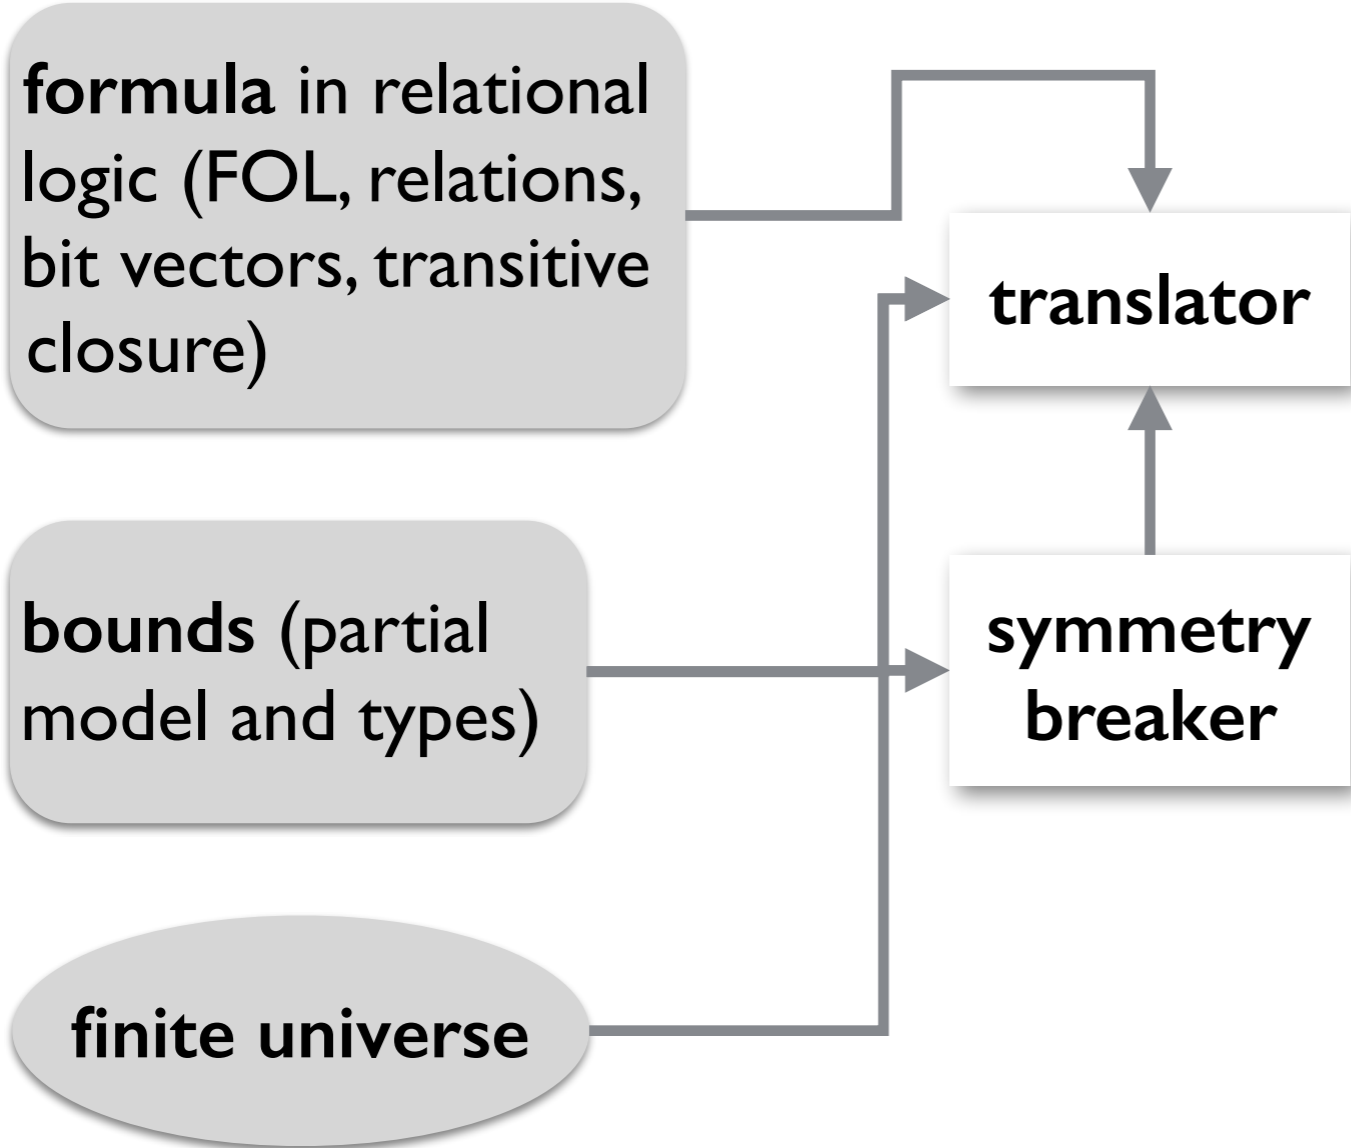 formula in relational
logic (FOL, relations,
bit vectors, transitive
closure)
translator
bounds (partial
model and types)
symmetry
breaker
finite universe